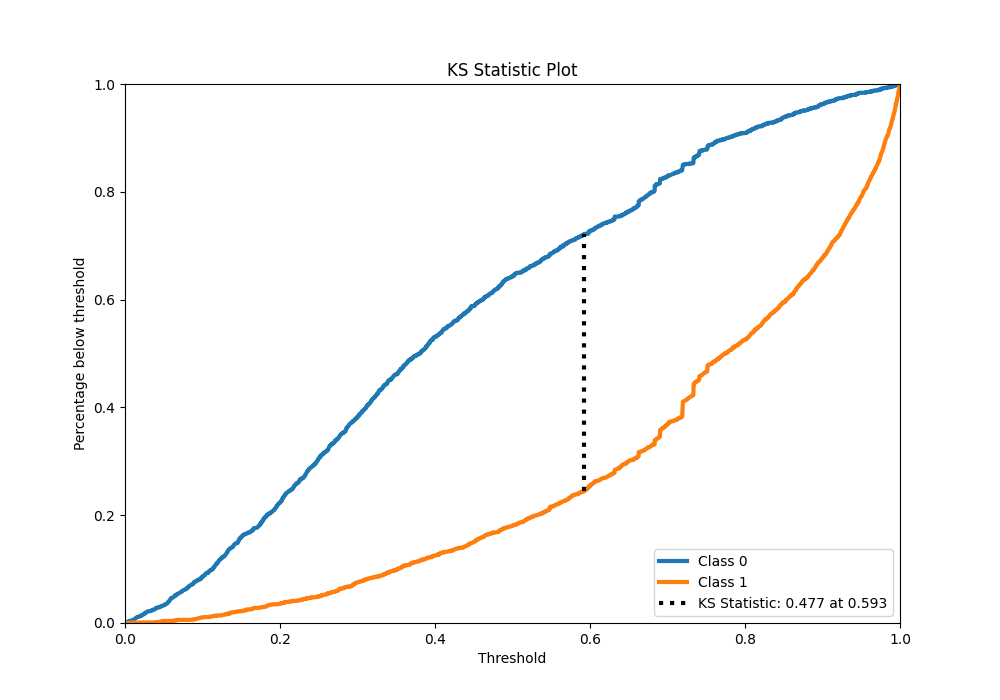 KS Statistic Plot
1.0
0.8
0.6
0.4
0.2
0.0
Percentage below threshold
0.0 0.2 0.4 0.6 0.8 1.0
Threshold
Class 0
Class 1
KS Statistic: 0.477 at 0.593